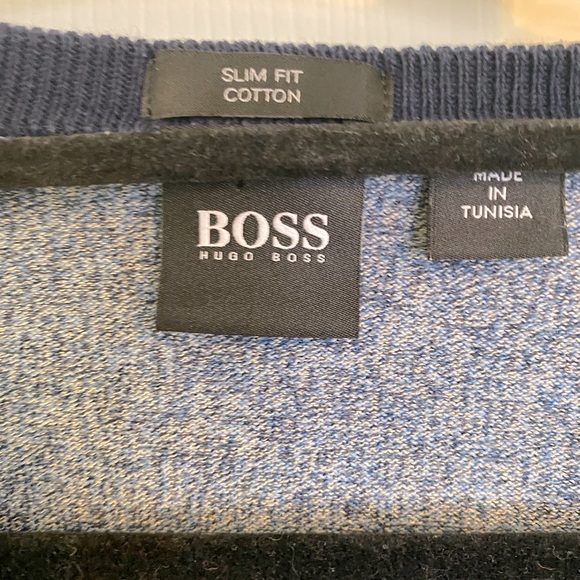 SLIM FIT
COTTON
BOSS
HUGO BOSS
MADE
IN
TUNISIA